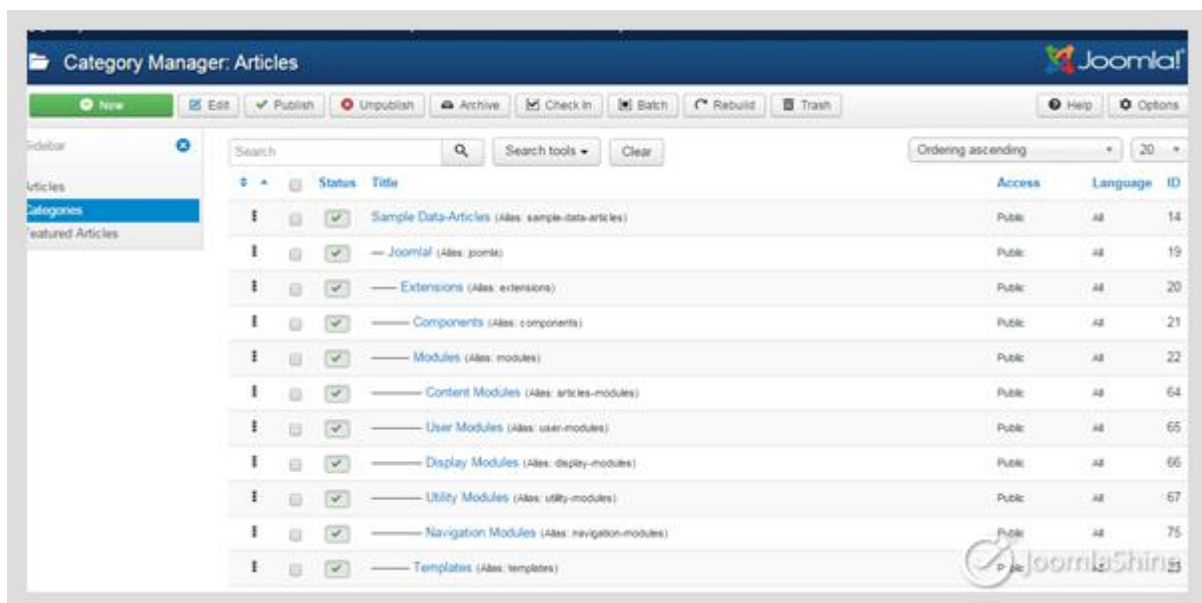 Category Manager: Articles
Joomla!
New Edit Publish Unpublish Archive Check In Batch Rebuild Trash Help Options
Sidebar Search Search tools Clear Ordering ascending 20
Articles
Categories
Featured Articles
Status Title Access Language ID
Sample Data-Articles (Alias: sample-data-articles) Public All 14
— Joomla! (Alias: joomla) Public All 19
—— Extensions (Alias: extensions) Public All 20
——— Components (Alias: components) Public All 21
——— Modules (Alias: modules) Public All 22
———— Content Modules (Alias: articles-modules) Public All 64
———— User Modules (Alias: user-modules) Public All 65
———— Display Modules (Alias: display-modules) Public All 66
———— Utility Modules (Alias: utility-modules) Public All 67
———— Navigation Modules (Alias: navigation-modules) Public All 75
——— Templates (Alias: templates) 23
JoomlaShine